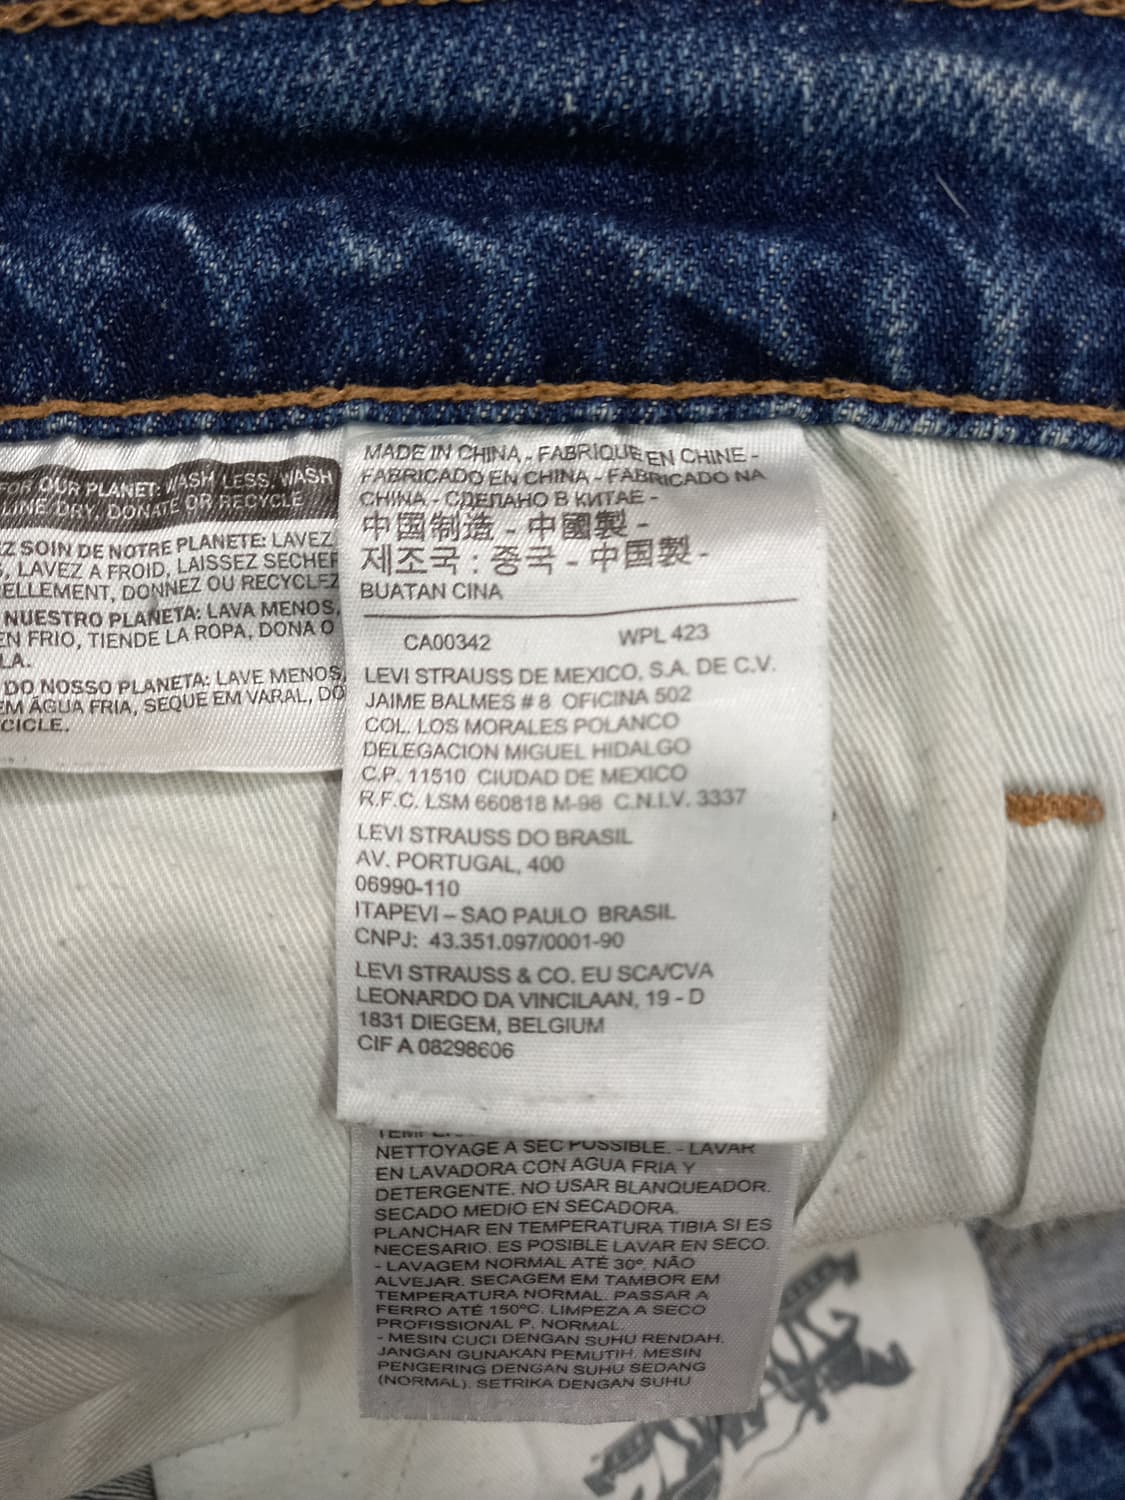 FOR OUR PLANET: WASH LESS, WASH
LINE DRY, DONATE OR RECYCLE
Z SOIN DE NOTRE PLANETE: LAVEZ
S, LAVEZ A FROID, LAISSEZ SECHER
RELLEMENT, DONNEZ OU RECYCLEZ
NUESTRO PLANETA: LAVA MENOS,
EN FRIO, TIENDE LA ROPA, DONA O
LA.
DO NOSSO PLANETA: LAVE MENOS,
EM ÁGUA FRIA, SEQUE EM VARAL, DO
CICLE.
MADE IN CHINA - FABRIQUE EN CHINE -
FABRICADO EN CHINA - FABRICADO NA
CHINA - СДЕЛАНО В КИТАЕ -
中国制造 - 中國製 -
제조국 : 중국 - 中国製 -
BUATAN CINA
CA00342 WPL 423
LEVI STRAUSS DE MEXICO, S.A. DE C.V.
JAIME BALMES # 8 OFICINA 502
COL. LOS MORALES POLANCO
DELEGACION MIGUEL HIDALGO
C.P. 11510 CIUDAD DE MEXICO
R.F.C. LSM 660818 M-98 C.N.I.V. 3337
LEVI STRAUSS DO BRASIL
AV. PORTUGAL, 400
06990-110
ITAPEVI – SAO PAULO BRASIL
CNPJ: 43.351.097/0001-90
LEVI STRAUSS & CO. EU SCA/CVA
LEONARDO DA VINCILAAN, 19 - D
1831 DIEGEM, BELGIUM
CIF A 08298606
NETTOYAGE A SEC POSSIBLE. - LAVAR
EN LAVADORA CON AGUA FRIA Y
DETERGENTE. NO USAR BLANQUEADOR.
SECADO MEDIO EN SECADORA.
PLANCHAR EN TEMPERATURA TIBIA SI ES
NECESARIO. ES POSIBLE LAVAR EN SECO.
- LAVAGEM NORMAL ATÉ 30º. NÃO
ALVEJAR. SECAGEM EM TAMBOR EM
TEMPERATURA NORMAL. PASSAR A
FERRO ATÉ 150ºC. LIMPEZA A SECO
PROFISSIONAL P. NORMAL.
- MESIN CUCI DENGAN SUHU RENDAH.
JANGAN GUNAKAN PEMUTIH. MESIN
PENGERING DENGAN SUHU SEDANG
(NORMAL). SETRIKA DENGAN SUHU